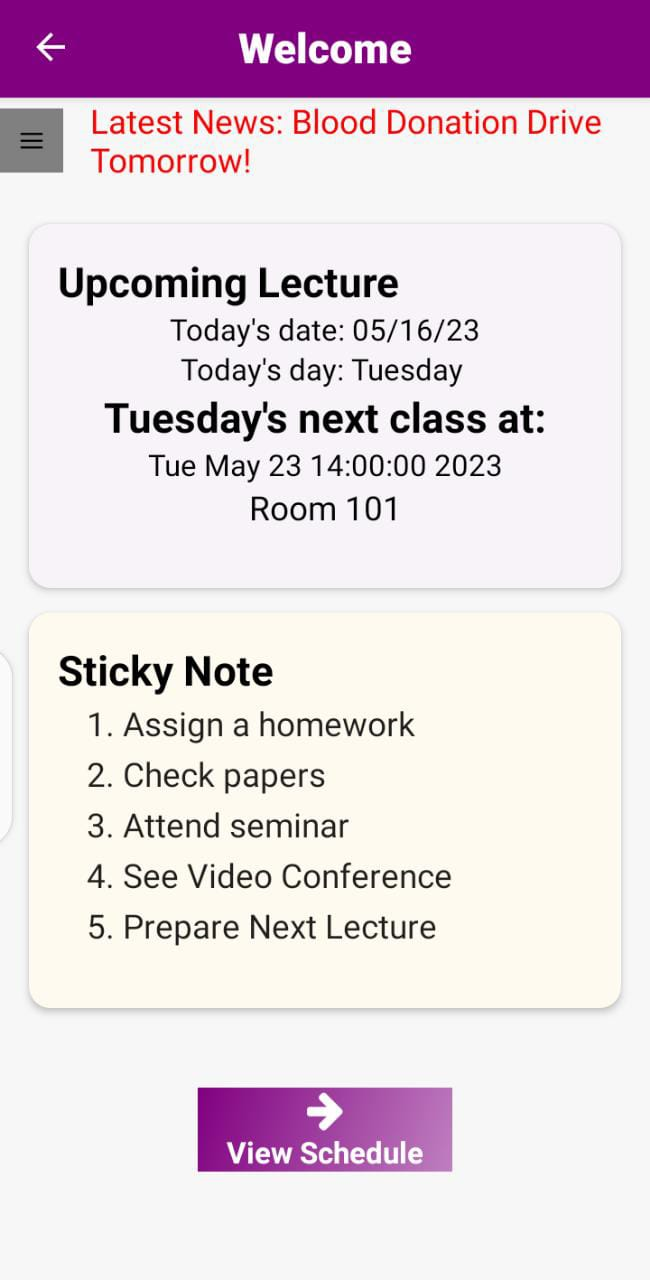 Welcome
Latest News: Blood Donation Drive
Tomorrow!
Upcoming Lecture
Today's date: 05/16/23
Today's day: Tuesday
Tuesday's next class at:
Tue May 23 14:00:00 2023
Room 101
Sticky Note
1. Assign a homework
2. Check papers
3. Attend seminar
4. See Video Conference
5. Prepare Next Lecture
View Schedule